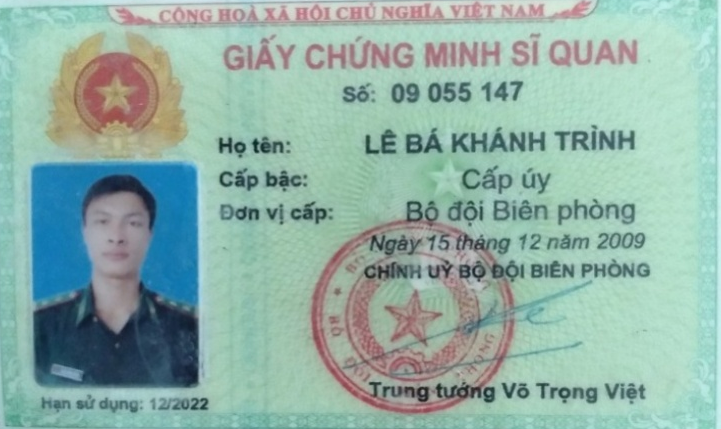 CỘNG HOÀ XÃ HỘI CHỦ NGHĨA VIỆT NAM
GIẤY CHỨNG MINH SĨ QUAN
Số: 09 055 147
Họ tên: LÊ BÁ KHÁNH TRÌNH
Cấp bậc: Cấp úy
Đơn vị cấp: Bộ đội Biên phòng
Ngày 15 tháng 12 năm 2009
CHÍNH UỶ BỘ ĐỘI BIÊN PHÒNG
Trung tướng Võ Trọng Việt
Hạn sử dụng: 12/2022